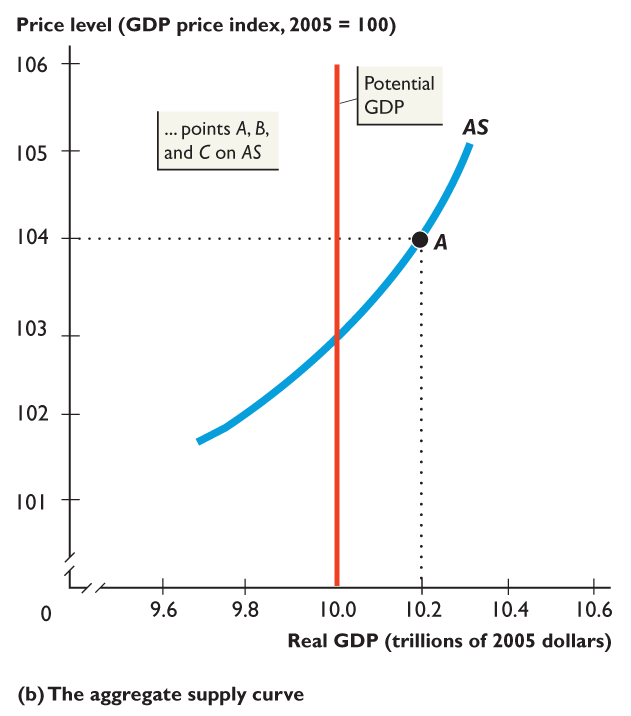 Price level (GDP price index, 2005 = 100)
106
Potential
GDP
... points A, B,
and C on AS
AS
105
104
A
103
102
101
0
9.6
9.8
10.0
10.2
10.4
10.6
Real GDP (trillions of 2005 dollars)
(b) The aggregate supply curve